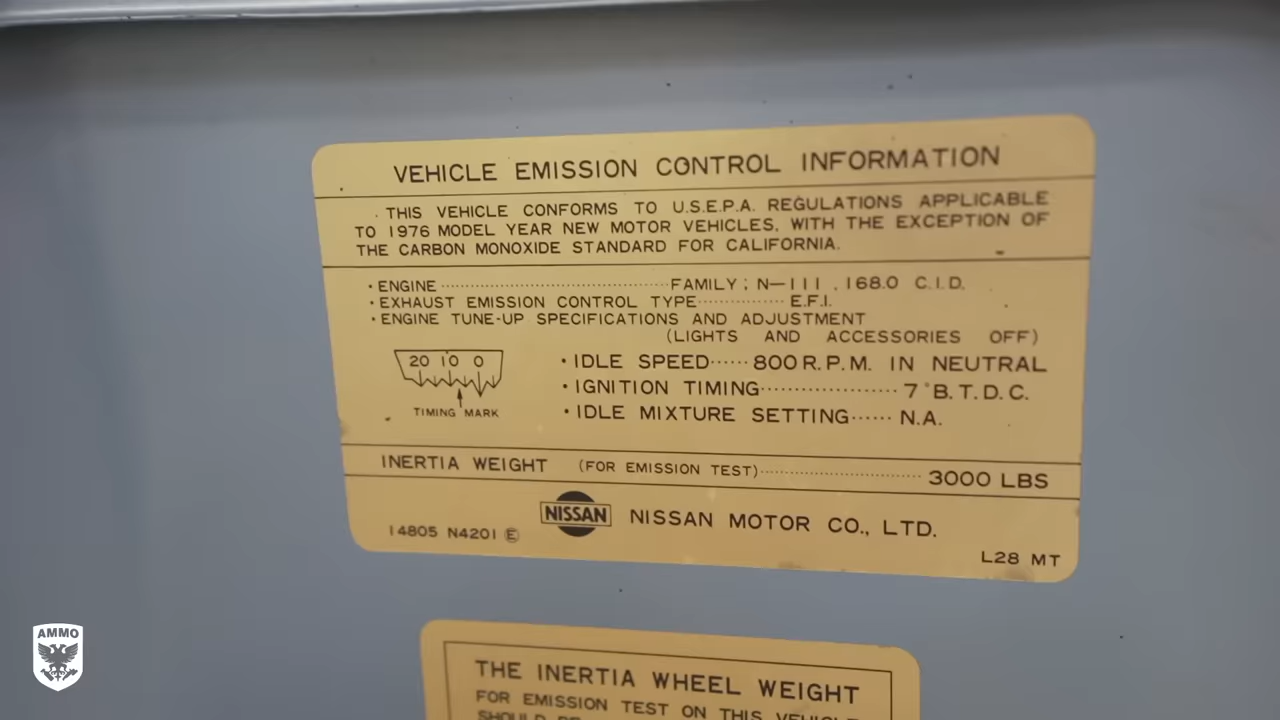 VEHICLE EMISSION CONTROL INFORMATION
THIS VEHICLE CONFORMS TO U.S.E.P.A. REGULATIONS APPLICABLE
TO 1976 MODEL YEAR NEW MOTOR VEHICLES, WITH THE EXCEPTION OF
THE CARBON MONOXIDE STANDARD FOR CALIFORNIA.
• ENGINE ........................ FAMILY ; N—111 , 168.0 C.I.D.
• EXHAUST EMISSION CONTROL TYPE ............... E.F.I.
• ENGINE TUNE-UP SPECIFICATIONS AND ADJUSTMENT
(LIGHTS AND ACCESSORIES OFF)
20 10 0
TIMING MARK
• IDLE SPEED ...... 800 R.P.M. IN NEUTRAL
• IGNITION TIMING .................. 7° B.T.D.C.
• IDLE MIXTURE SETTING ...... N.A.
INERTIA WEIGHT (FOR EMISSION TEST) ........................ 3000 LBS
NISSAN NISSAN MOTOR CO., LTD.
14805 N4201 Ⓔ
L28 MT
THE INERTIA WHEEL WEIGHT
FOR EMISSION TEST ON THIS VEHICLE
SHOULD BE
AMMO